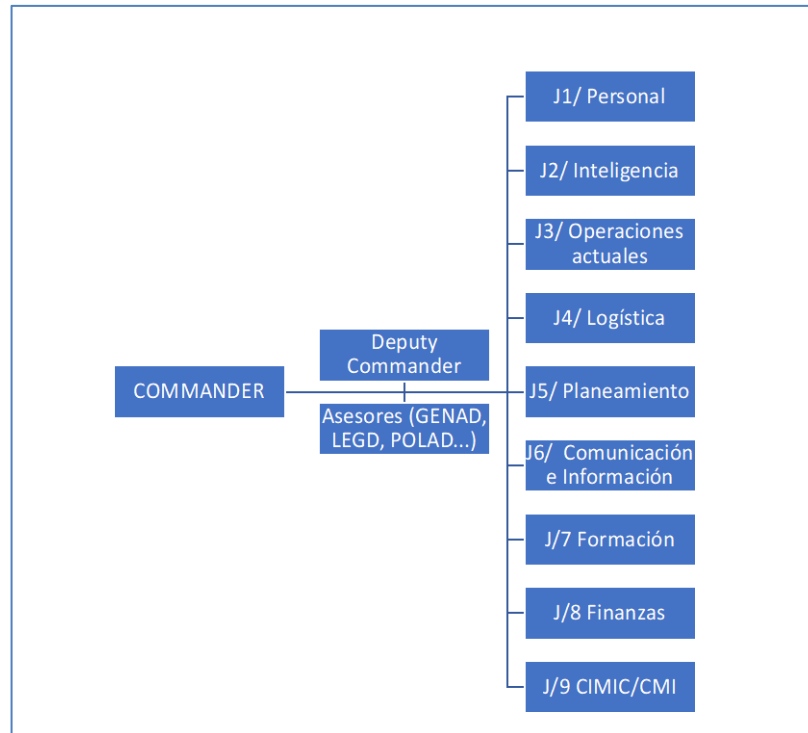 J1/ Personal
J2/ Inteligencia
J3/ Operaciones
actuales
J4/ Logística
Deputy
Commander
COMMANDER
J5/ Planeamiento
Asesores (GENAD,
LEGD, POLAD...)
J6/ Comunicación
e Información
J/7 Formación
J/8 Finanzas
J/9 CIMIC/CMI